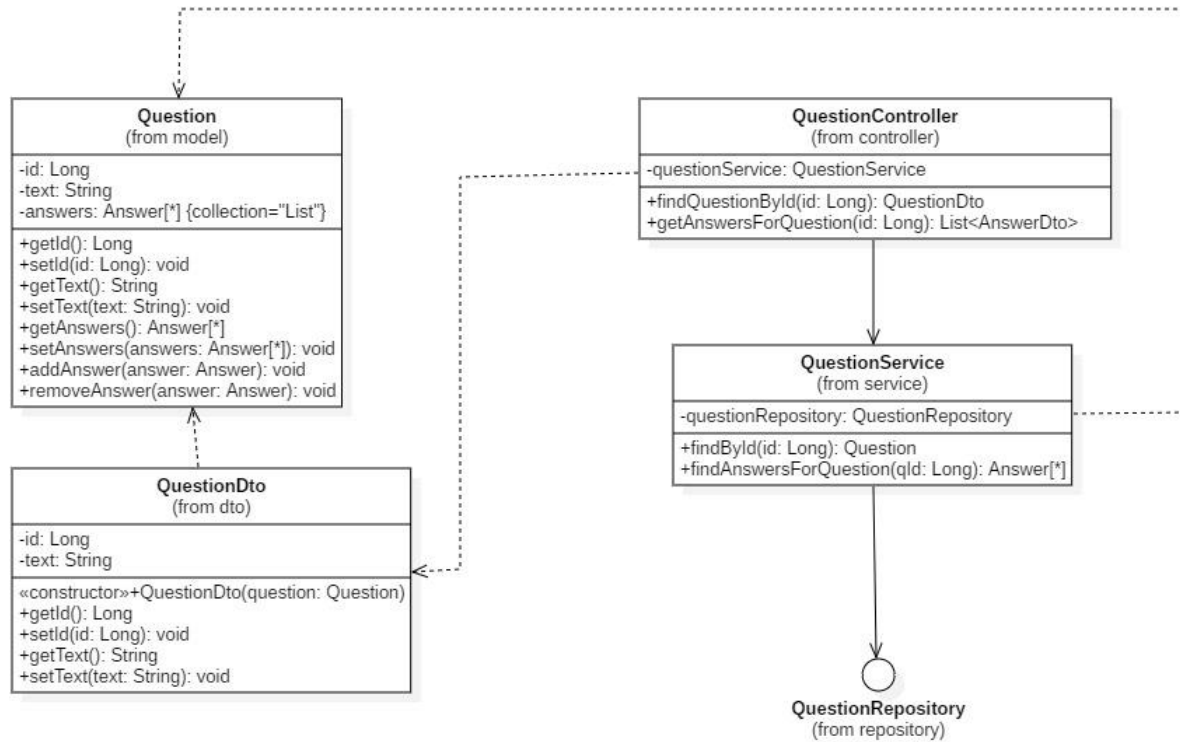 Question
(from model)
-id: Long
-text: String
-answers: Answer[*] {collection="List"}
+getId(): Long
+setId(id: Long): void
+getText(): String
+setText(text: String): void
+getAnswers(): Answer[*]
+setAnswers(answers: Answer[*]): void
+addAnswer(answer: Answer): void
+removeAnswer(answer: Answer): void
QuestionController
(from controller)
-questionService: QuestionService
+findQuestionById(id: Long): QuestionDto
+getAnswersForQuestion(id: Long): List<AnswerDto>
QuestionService
(from service)
-questionRepository: QuestionRepository
+findById(id: Long): Question
+findAnswersForQuestion(qId: Long): Answer[*]
QuestionDto
(from dto)
-id: Long
-text: String
«constructor»+QuestionDto(question: Question)
+getId(): Long
+setId(id: Long): void
+getText(): String
+setText(text: String): void
QuestionRepository
(from repository)